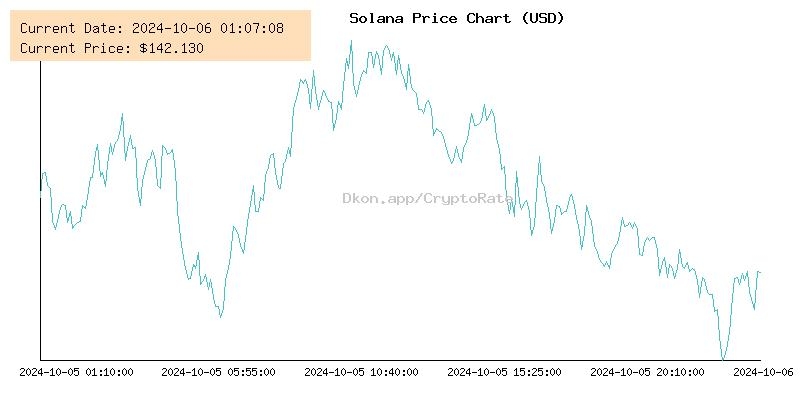 Solana Price Chart (USD)
Current Date: 2024-10-06 01:07:08
Current Price: $142.130
Dkon.app/CryptoRate
2024-10-05 01:10:00 2024-10-05 05:55:00 2024-10-05 10:40:00 2024-10-05 15:25:00 2024-10-05 20:10:00 2024-10-06